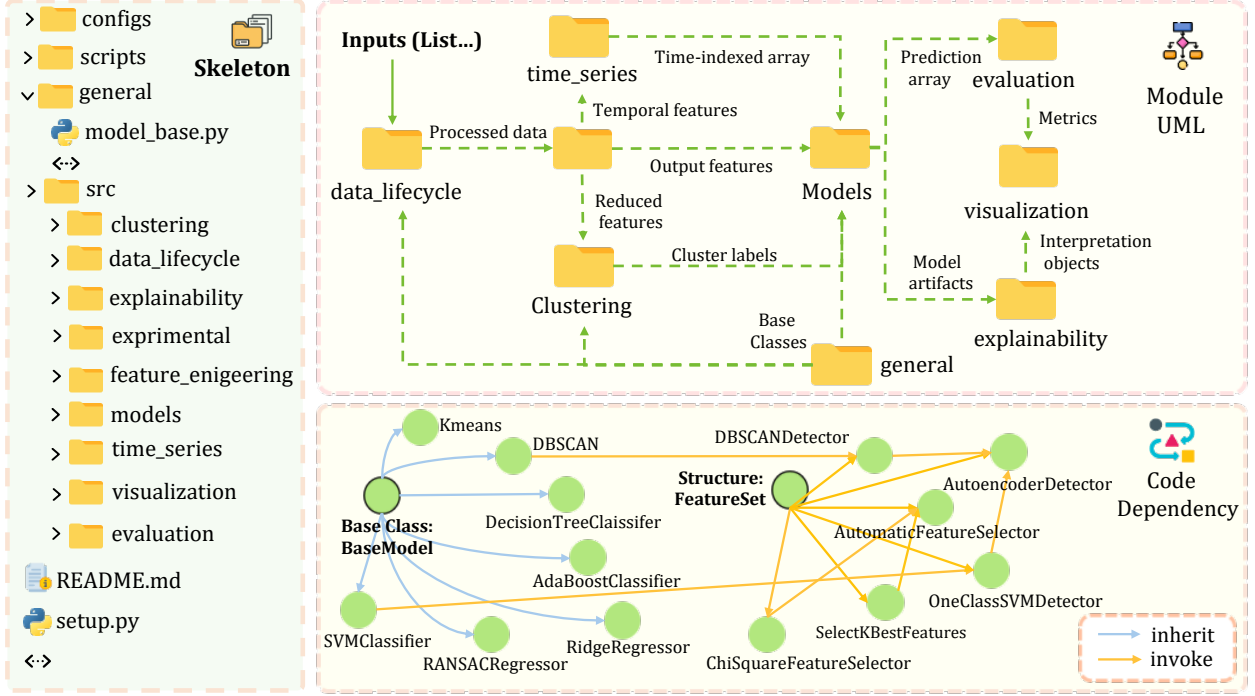 configs
scripts
Skeleton
general
model_base.py
src
clustering
data_lifecycle
explainability
exprimental
feature_enigeering
models
time_series
visualization
evaluation
README.md
setup.py
Inputs (List...)
time_series
Time-indexed array
Temporal features
Processed data
data_lifecycle
Output features
Models
Reduced
features
Cluster labels
Clustering
Base
Classes
general
Prediction
array
evaluation
Metrics
visualization
Interpretation
objects
Model
artifacts
explainability
Module
UML
Kmeans
DBSCAN
DBSCANDetector
Structure:
FeatureSet
AutoencoderDetector
Code
Dependency
DecisionTreeClaissifer
Base Class:
BaseModel
AutomaticFeatureSelector
AdaBoostClassifier
OneClassSVMDetector
SVMClassifier
RANSACRegressor
RidgeRegressor
SelectKBestFeatures
ChiSquareFeatureSelector
inherit
invoke